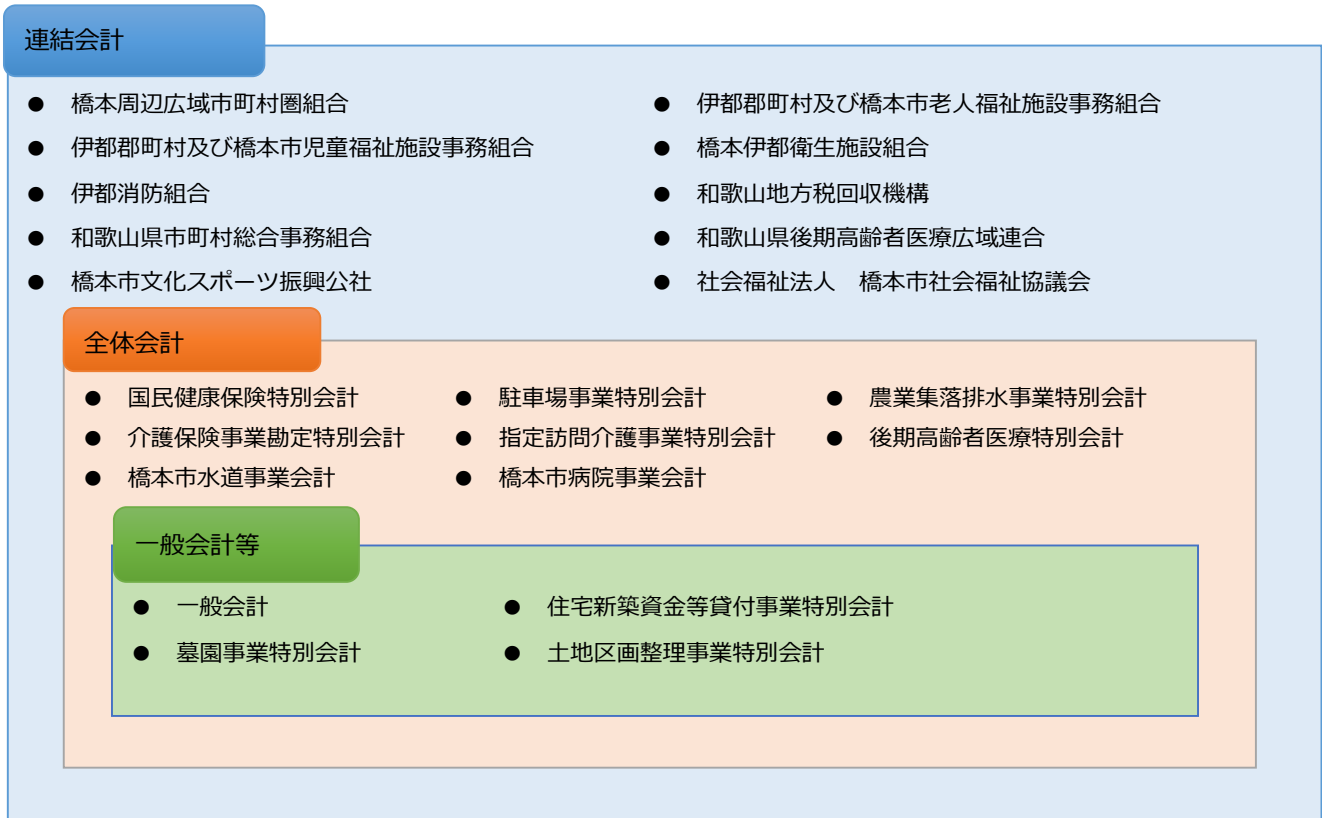 連結会計
● 橋本周辺広域市町村圏組合
● 伊都郡町村及び橋本市老人福祉施設事務組合
● 伊都郡町村及び橋本市児童福祉施設事務組合
● 橋本伊都衛生施設組合
● 伊都消防組合
● 和歌山地方税回収機構
● 和歌山県市町村総合事務組合
● 和歌山県後期高齢者医療広域連合
● 橋本市文化スポーツ振興公社
● 社会福祉法人　橋本市社会福祉協議会
全体会計
● 国民健康保険特別会計
● 駐車場事業特別会計
● 農業集落排水事業特別会計
● 介護保険事業勘定特別会計
● 指定訪問介護事業特別会計
● 後期高齢者医療特別会計
● 橋本市水道事業会計
● 橋本市病院事業会計
一般会計等
● 一般会計
● 住宅新築資金等貸付事業特別会計
● 墓園事業特別会計
● 土地区画整理事業特別会計